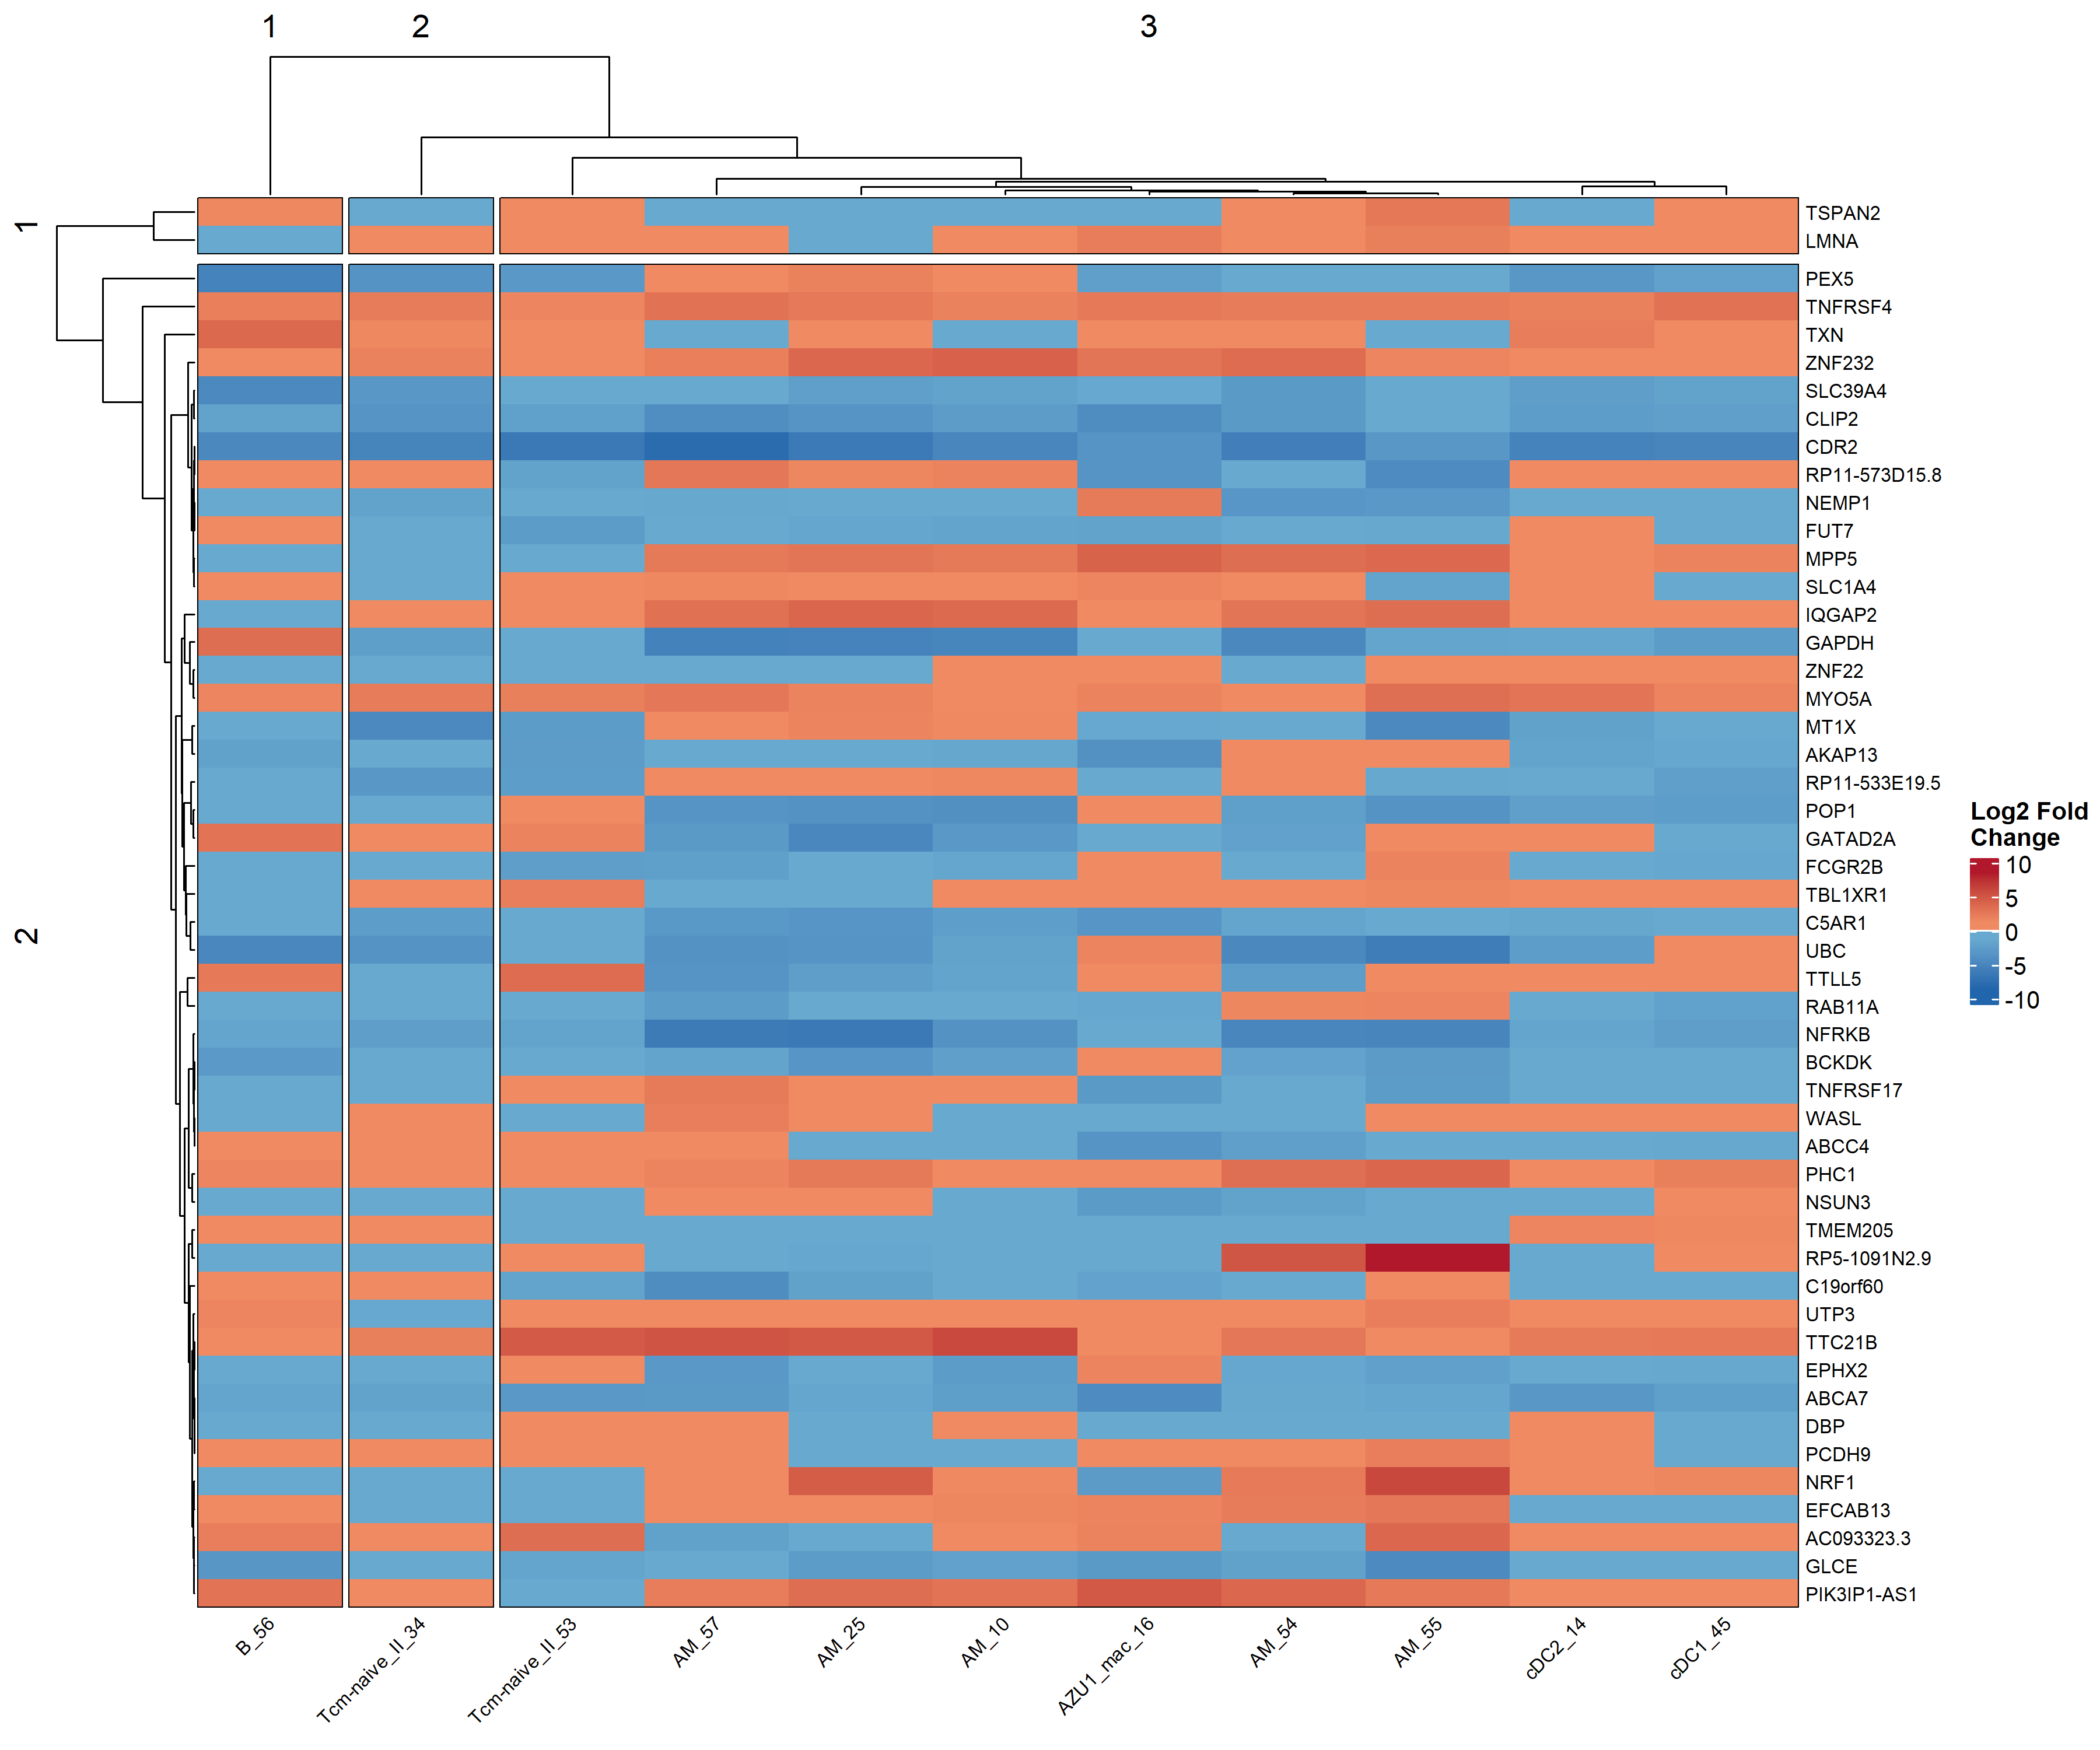 1
2
3
1
2
TSPAN2
LMNA
PEX5
TNFRSF4
TXN
ZNF232
SLC39A4
CLIP2
CDR2
RP11-573D15.8
NEMP1
FUT7
MPP5
SLC1A4
IQGAP2
GAPDH
ZNF22
MYO5A
MT1X
AKAP13
RP11-533E19.5
POP1
GATAD2A
FCGR2B
TBL1XR1
C5AR1
UBC
TTLL5
RAB11A
NFRKB
BCKDK
TNFRSF17
WASL
ABCC4
PHC1
NSUN3
TMEM205
RP5-1091N2.9
C19orf60
UTP3
TTC21B
EPHX2
ABCA7
DBP
PCDH9
NRF1
EFCAB13
AC093323.3
GLCE
PIK3IP1-AS1
B_56
Tcm-naive_II_34
Tcm-naive_II_53
AM_57
AM_25
AM_10
AZU1_mac_16
AM_54
AM_55
cDC2_14
cDC1_45
Log2 Fold
Change
10
5
0
-5
-10